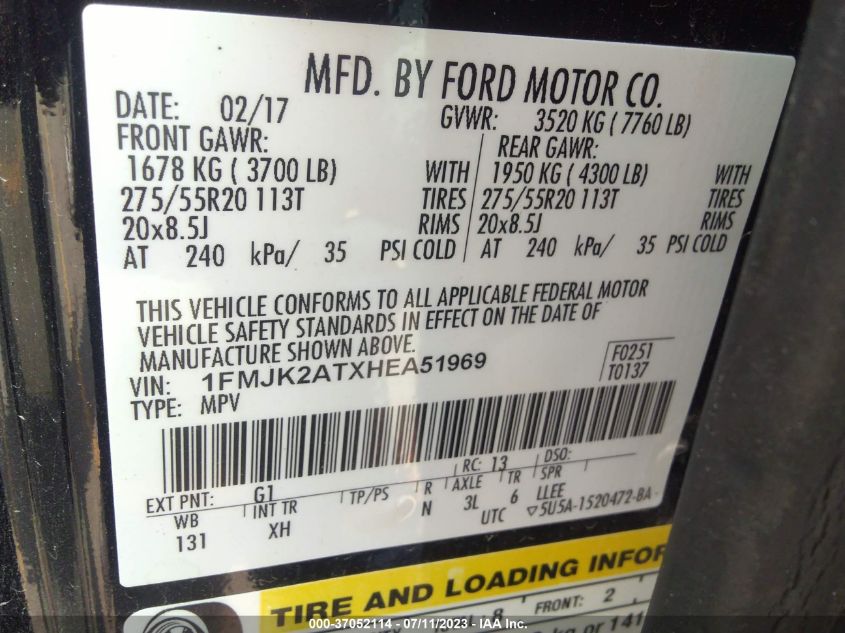 MFD. BY FORD MOTOR CO.
DATE: 02/17 GVWR: 3520 KG ( 7760 LB)
FRONT GAWR: REAR GAWR:
1678 KG ( 3700 LB) WITH 1950 KG ( 4300 LB) WITH
275/55R20 113T TIRES 275/55R20 113T TIRES
20x8.5J RIMS 20x8.5J RIMS
AT 240 kPa/ 35 PSI COLD AT 240 kPa/ 35 PSI COLD
THIS VEHICLE CONFORMS TO ALL APPLICABLE FEDERAL MOTOR
VEHICLE SAFETY STANDARDS IN EFFECT ON THE DATE OF
MANUFACTURE SHOWN ABOVE.
VIN: 1FMJK2ATXHEA51969 F0251
TYPE: MPV T0137
EXT PNT: G1 RC: 13 DSO:
WB INT TR TP/PS R AXLE TR SPR
131 XH N 3L 6 LLEE
UTC ▽5U5A-1520472-BA
TIRE AND LOADING INFOR
8 FRONT: 2
kg or 141
000-37052114 - 07/11/2023 - IAA Inc.